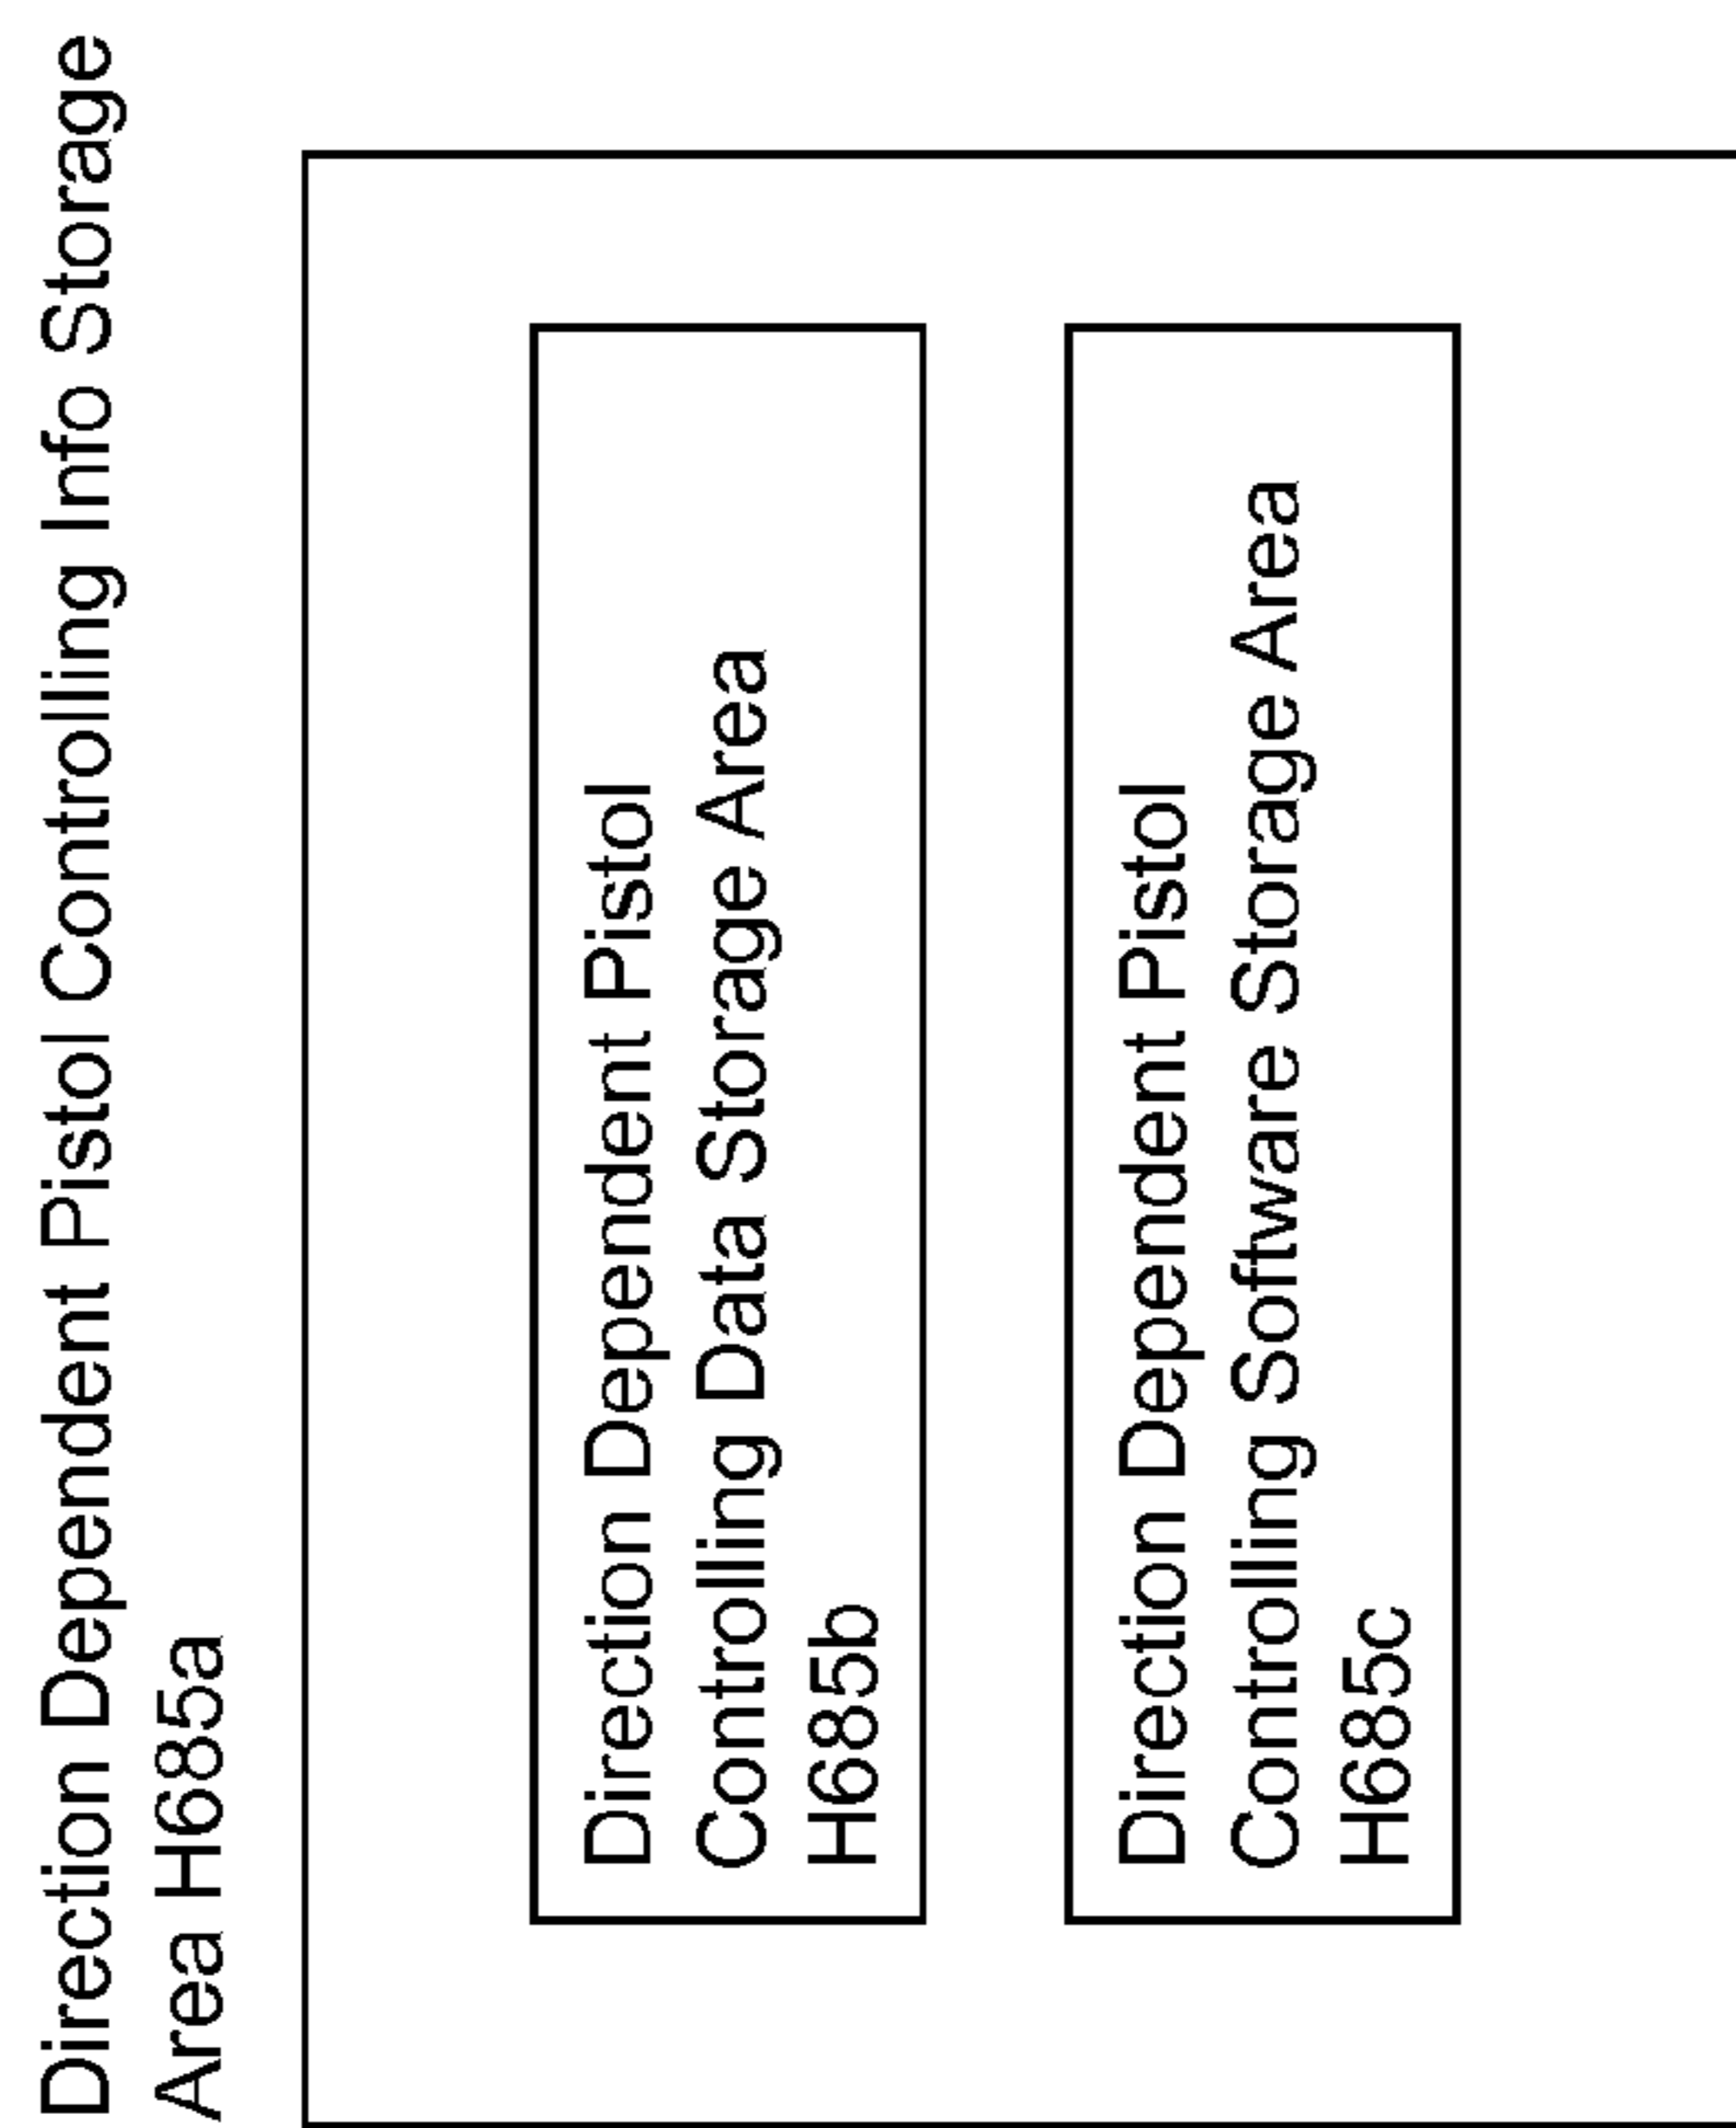 Direction Dependent Pistol Controlling Info Storage
Area H685a
Direction Dependent Pistol
Controlling Data Storage Area
H685b
Direction Dependent Pistol
Controlling Software Storage Area
H685c